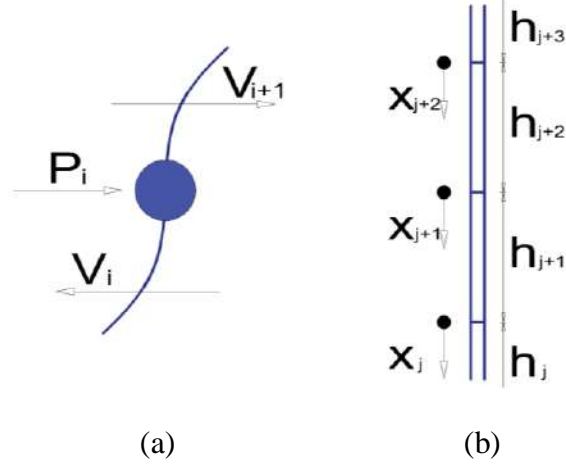 V_{i+1}
P_i
V_i
(a)
h_{j+3}
x_{j+2}
h_{j+2}
x_{j+1}
h_{j+1}
x_j
h_j
(b)